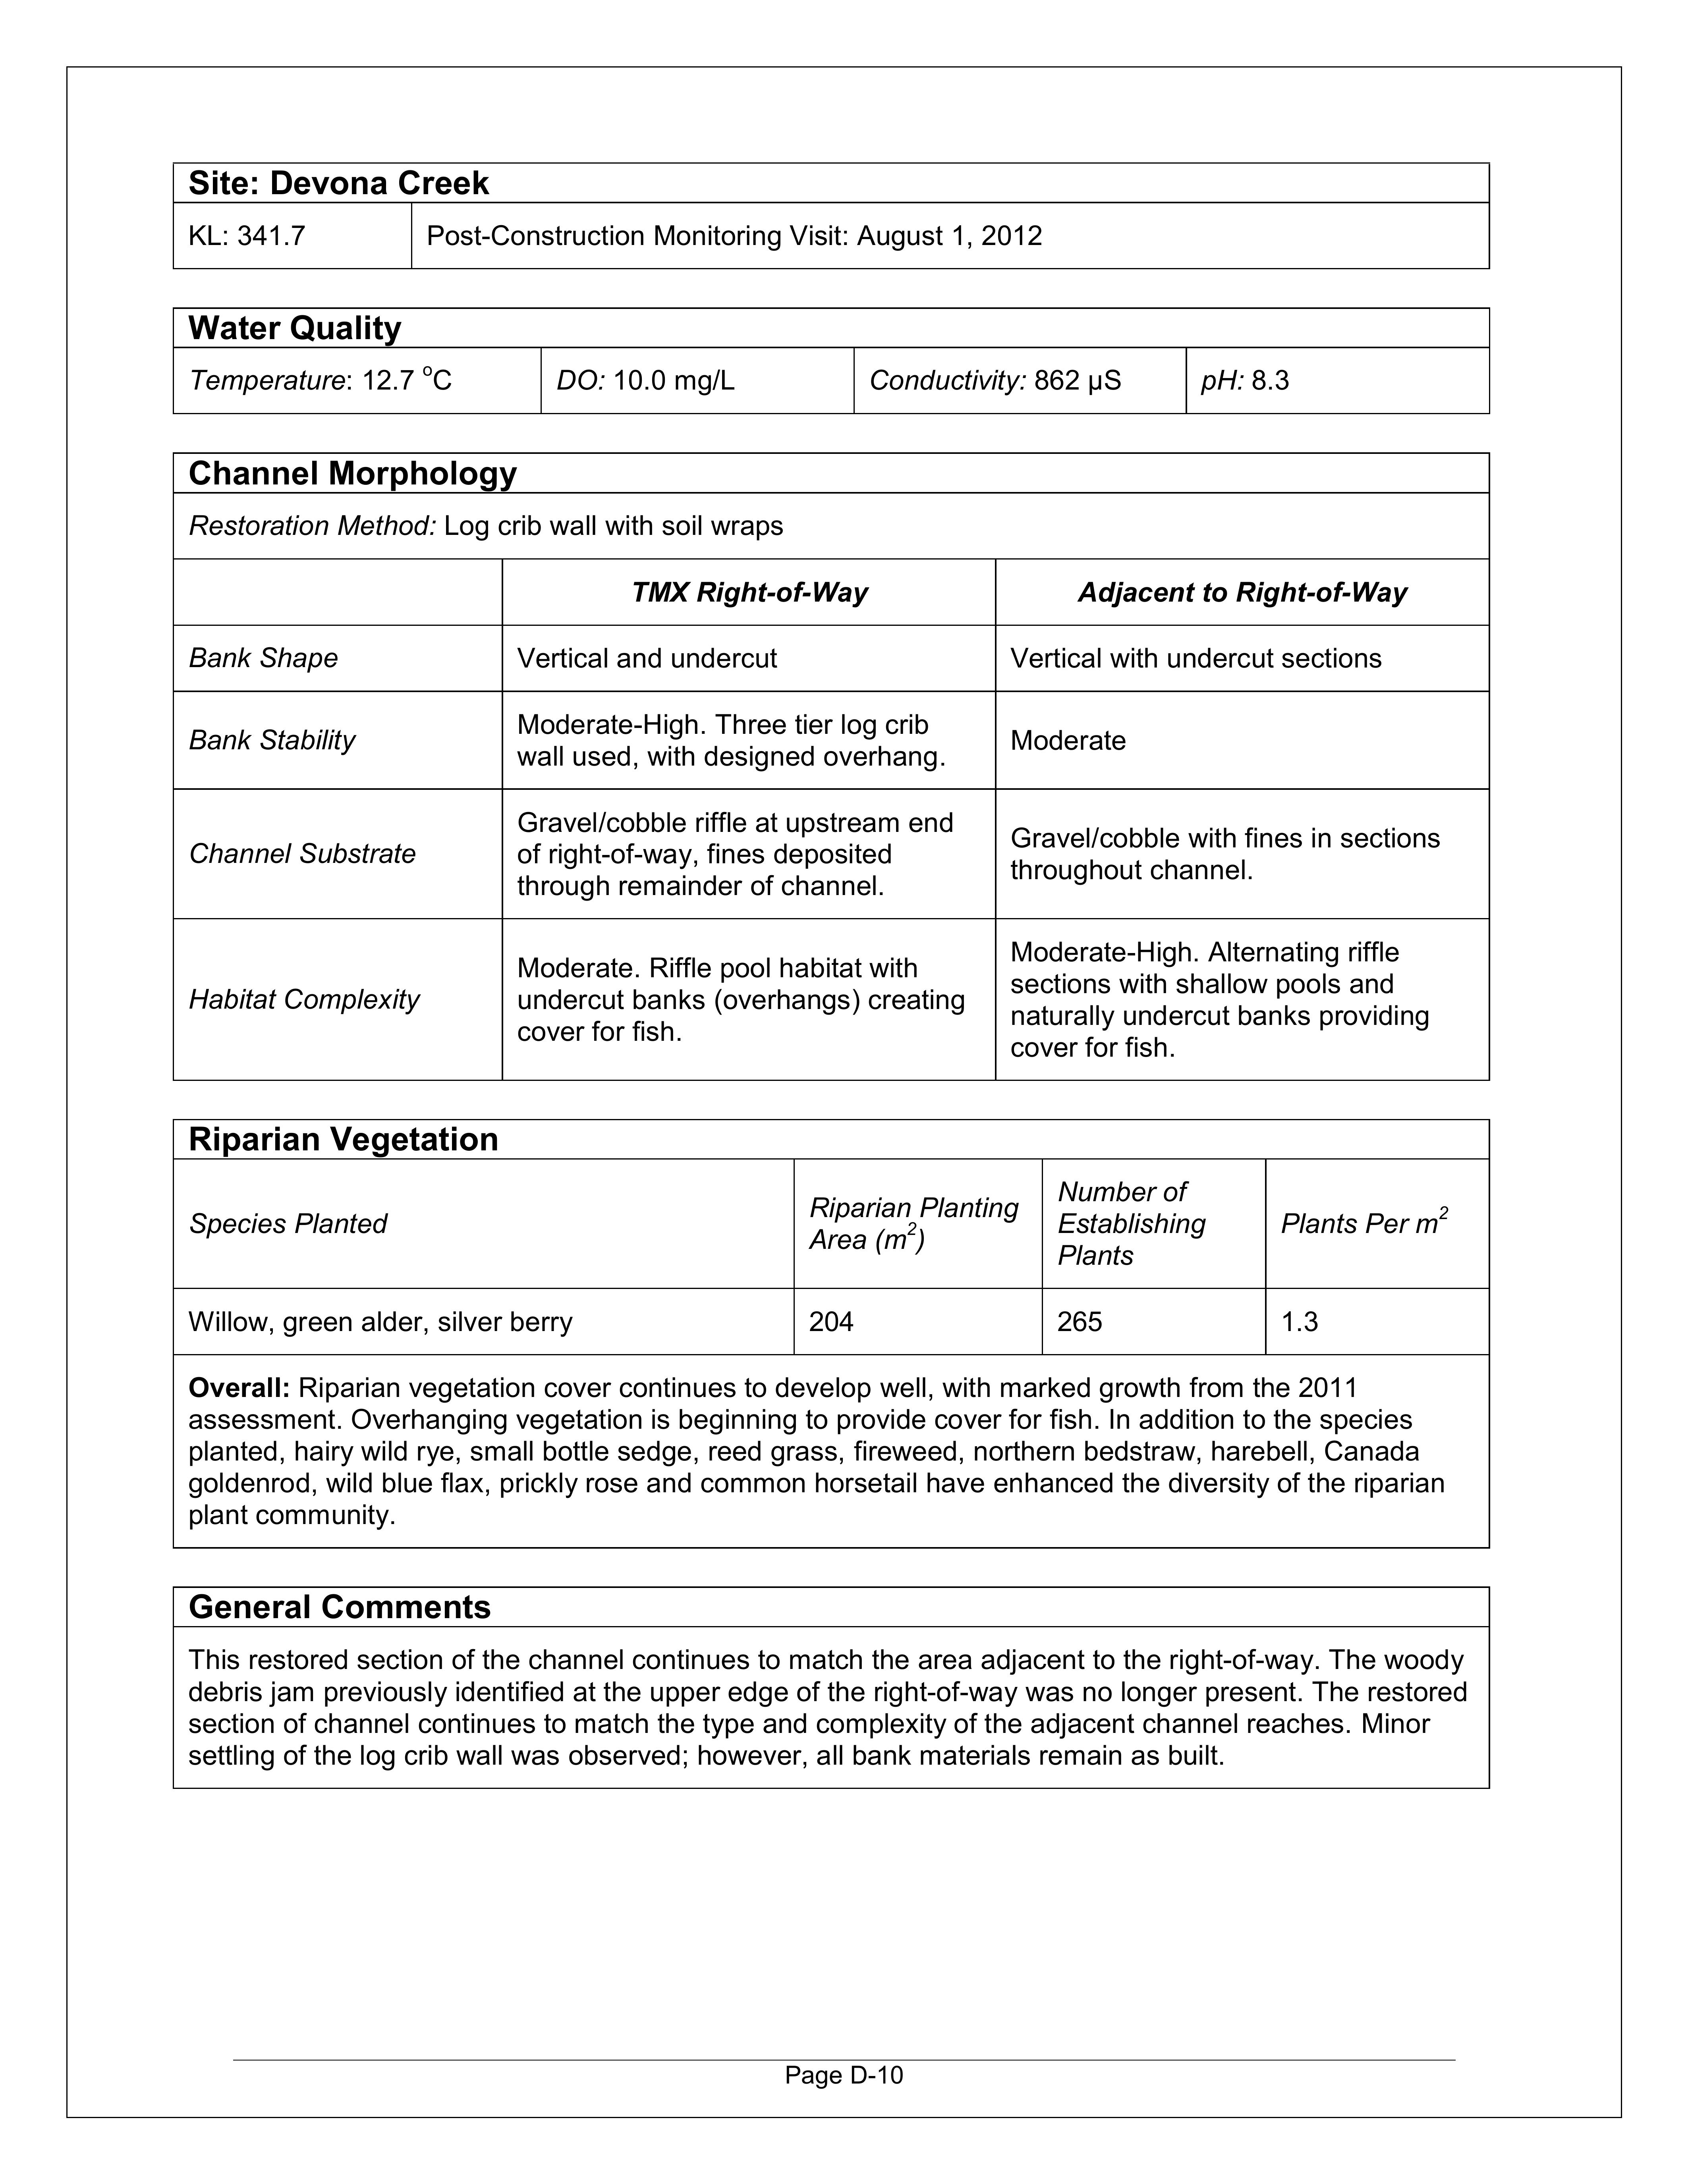 Site: Devona Creek
KL: 341.7
Post-Construction Monitoring Visit: August 1, 2012
Water Quality
Temperature: 12.7 °C
DO: 10.0 mg/L
Conductivity: 862 µS
pH: 8.3
Channel Morphology
Restoration Method: Log crib wall with soil wraps
TMX Right-of-Way
Adjacent to Right-of-Way
Bank Shape
Vertical and undercut
Vertical with undercut sections
Bank Stability
Moderate-High. Three tier log crib
wall used, with designed overhang.
Moderate
Channel Substrate
Gravel/cobble riffle at upstream end
of right-of-way, fines deposited
through remainder of channel.
Gravel/cobble with fines in sections
throughout channel.
Habitat Complexity
Moderate. Riffle pool habitat with
undercut banks (overhangs) creating
cover for fish.
Moderate-High. Alternating riffle
sections with shallow pools and
naturally undercut banks providing
cover for fish.
Riparian Vegetation
Species Planted
Riparian Planting
Area (m²)
Number of
Establishing
Plants
Plants Per m²
Willow, green alder, silver berry
204
265
1.3
Overall: Riparian vegetation cover continues to develop well, with marked growth from the 2011
assessment. Overhanging vegetation is beginning to provide cover for fish. In addition to the species
planted, hairy wild rye, small bottle sedge, reed grass, fireweed, northern bedstraw, harebell, Canada
goldenrod, wild blue flax, prickly rose and common horsetail have enhanced the diversity of the riparian
plant community.
General Comments
This restored section of the channel continues to match the area adjacent to the right-of-way. The woody
debris jam previously identified at the upper edge of the right-of-way was no longer present. The restored
section of channel continues to match the type and complexity of the adjacent channel reaches. Minor
settling of the log crib wall was observed; however, all bank materials remain as built.
Page D-10